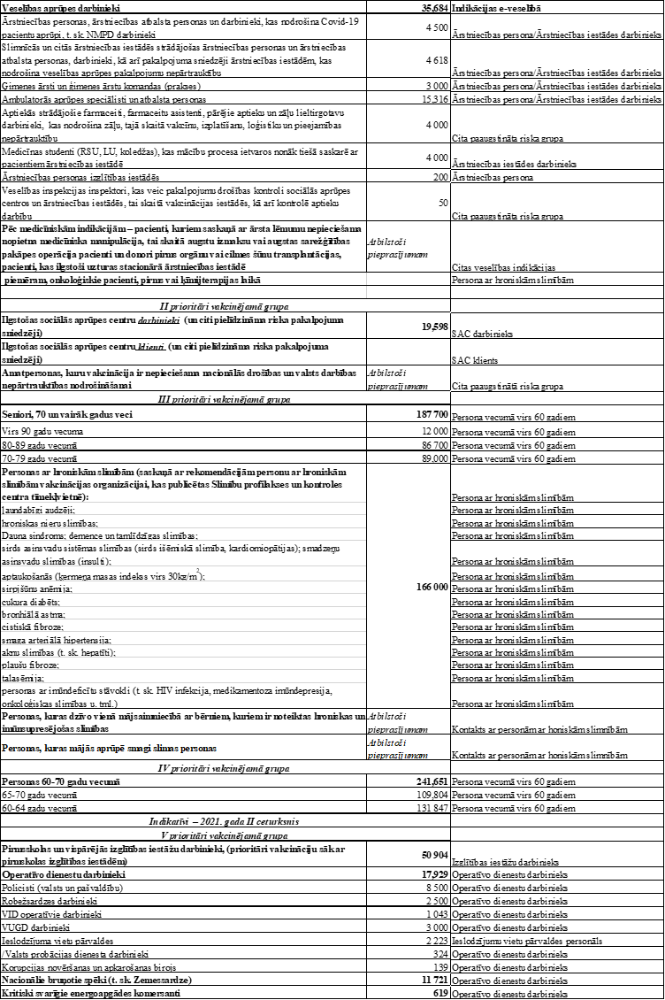 Veselības aprūpes darbinieki 35,684 Indikācijas e-veselībā
Ārstniecības personas, ārstniecības atbalsta personas un darbinieki, kas nodrošina Covid-19
pacientu aprūpi, t. sk. NMPD darbinieki 4 500 Ārstniecības persona/Ārstniecības iestādes darbinieks
Slimnīcās un citās ārstniecības iestādēs strādājošas ārstniecības personas un ārstniecības
atbalsta personas, darbinieki, kā arī pakalpojuma sniedzēji ārstniecības iestādēm, kas
nodrošina veselības aprūpes pakalpojumu nepārtrauktību 4 618 Ārstniecības persona/Ārstniecības iestādes darbinieks
Ģimenes ārsti un ģimenes ārstu komandas (prakses) 3 000 Ārstniecības persona/Ārstniecības iestādes darbinieks
Ambulatorās aprūpes speciālisti un atbalsta personas 15,316 Ārstniecības persona/Ārstniecības iestādes darbinieks
Aptiekās strādājošie farmaceiti, farmaceitu asistenti, pārējie aptieku un zāļu lieltirgotavu
darbinieki, kas nodrošina zāļu, tajā skaitā vakcīnu, izplatīšanu, loģistiku un pieejamības
nepārtrauktību 4 000 Cita paaugstināta riska grupa
Medicīnas studenti (RSU, LU, koledžas), kas mācību procesa ietvaros nonāk tiešā saskarē ar
pacientiem ārstniecības iestādē 4 000 Ārstniecības iestādes darbinieks
Ārstniecības personas izglītības iestādēs 200 Ārstniecības persona
Veselības inspekcijas inspektori, kas veic pakalpojumu drošības kontroli sociālās aprūpes
centros un ārstniecības iestādēs, tai skaitā vakcinācijas iestādēs, kā arī kontrolē aptieku
darbību 50 Cita paaugstināta riska grupa
Pēc medicīniskām indikācijām – pacienti, kuriem saskaņā ar ārsta lēmumu nepieciešama
nopietna medicīniska manipulācija, tai skaitā augstu izmaksu vai augstas sarežģītības
pakāpes operācija pacienti un donori pirms orgānu vai cilmes šūnu transplantācijas,
pacienti, kas ilgstoši uzturas stacionārā ārstniecības iestādē Atbilstoši pieprasījumam Citas veselības indikācijas
piemēram, onkoloģiskie pacienti, pirms vai ķīmijterapijas laikā Persona ar hroniskām slimībām
II prioritāri vakcinējamā grupa
Ilgstošas sociālās aprūpes centru darbinieki (un citi pielīdzināma riska pakalpojuma
sniedzēji) 19,598 SAC darbinieks
Ilgstošas sociālās aprūpes centru klienti (un citi pielīdzināma riska pakalpojuma
sniedzēji) SAC klients
Amatpersonas, kuru vakcinācija ir nepieciešama nacionālās drošības un valsts darbības
nepārtrauktības nodrošināšanai Atbilstoši pieprasījumam Cita paaugstinātā riska grupa
III prioritāri vakcinējamā grupa
Seniori, 70 un vairāk gadus veci 187 700 Persona vecumā virs 60 gadiem
Virs 90 gadu vecuma 12 000 Persona vecumā virs 60 gadiem
80-89 gadu vecumā 86 700 Persona vecumā virs 60 gadiem
70-79 gadu vecumā 89,000 Persona vecumā virs 60 gadiem
Personas ar hroniskām slimībām (saskaņā ar rekomendācijām personu ar hroniskām
slimībām vakcinācijas organizācijai, kas publicētas Slimību profilakses un kontroles
centra tīmekļvietnē): 166 000 Persona ar hroniskām slimībām
ļaundabīgi audzēji; Persona ar hroniskām slimībām
hroniskas nieru slimības; Persona ar hroniskām slimībām
Dauna sindroms; demence un tamlīdzīgas slimības; Persona ar hroniskām slimībām
sirds asinsvadu sistēmas slimības (sirds išēmiskā slimība, kardiomiopātijas); smadzeņu
asinsvadu slimības (insulti); Persona ar hroniskām slimībām
aptaukošanās (ķermeņa masas indekss virs 30kg/m²); Persona ar hroniskām slimībām
sirpjšūnu anēmija; Persona ar hroniskām slimībām
cukura diabēts; Persona ar hroniskām slimībām
bronhiālā astma; Persona ar hroniskām slimībām
cistiskā fibroze; Persona ar hroniskām slimībām
smaga arteriālā hipertensija; Persona ar hroniskām slimībām
aknu slimības (t. sk. hepatīti); Persona ar hroniskām slimībām
plaušu fibroze; Persona ar hroniskām slimībām
talasēmija; Persona ar hroniskām slimībām
personas ar imūndeficītu stāvokli (t. sk. HIV infekcija, medikamentoza imūndepresija,
onkoloģiskas slimības u. tml.) Persona ar hroniskām slimībām
Personas, kuras dzīvo vienā mājsaimniecībā ar bērniem, kuriem ir noteiktas hroniskas un
imūnsupresējošas slimības Atbilstoši pieprasījumam Kontakts ar personām ar honiskām slimnībām
Personas, kuras mājās aprūpē smagi slimas personas Atbilstoši pieprasījumam Kontakts ar personām ar hroniskām slimnībām
IV prioritāri vakcinējamā grupa
Personas 60-70 gadu vecumā 241,651 Persona vecumā virs 60 gadiem
65-70 gadu vecumā 109,804 Persona vecumā virs 60 gadiem
60-64 gadu vecumā 131 847 Persona vecumā virs 60 gadiem
Indikatīvi – 2021. gada II ceturksnis
V prioritāri vakcinējamā grupa
Pirmsskolas un vispārējās izglītības iestāžu darbinieki, (prioritāri vakcināciju sāk ar
pirmskolas izglītības iestādēm) 50 904 Izglītības iestāžu darbinieks
Operatīvo dienestu darbinieki 17,929 Operatīvo dienestu darbinieks
Policisti (valsts un pašvaldību) 8 500 Operatīvo dienestu darbinieks
Robežsardzes darbinieki 2 500 Operatīvo dienestu darbinieks
VID operatīvie darbinieki 1 043 Operatīvo dienestu darbinieks
VUGD darbinieki 3 000 Operatīvo dienestu darbinieks
Ieslodzījuma vietu pārvaldes 2 223 Ieslodzījumu vietu pārvaldes personāls
/Valsts probācijas dienesta darbinieki 324 Operatīvo dienestu darbinieks
Korupcijas novēršanas un apkarošanas birojs 139 Operatīvo dienestu darbinieks
Nacionālie bruņotie spēki (t. sk. Zemessardze) 11 721 Operatīvo dienestu darbinieks
Kritiski svarīgie energoapgādes komersanti 619 Operatīvo dienestu darbinieks